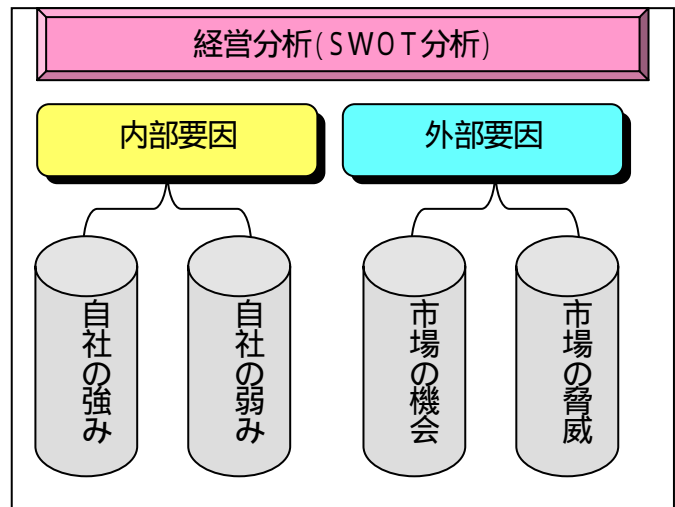 経営分析(SWOT分析)
内部要因
外部要因
自社の強み
自社の弱み
市場の機会
市場の脅威